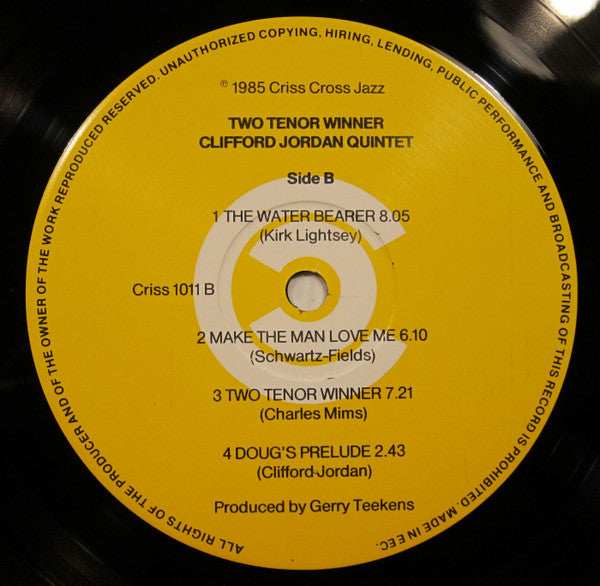 ALL RIGHTS OF THE PRODUCER AND OF THE OWNER OF THE WORK REPRODUCED RESERVED. UNAUTHORIZED COPYING, HIRING, LENDING, PUBLIC PERFORMANCE AND BROADCASTING OF THIS RECORD IS PROHIBITED. MADE IN EEC.
℗ 1985 Criss Cross Jazz
TWO TENOR WINNER
CLIFFORD JORDAN QUINTET
Side B
1 THE WATER BEARER 8.05
(Kirk Lightsey)
Criss 1011 B
2 MAKE THE MAN LOVE ME 6.10
(Schwartz-Fields)
3 TWO TENOR WINNER 7.21
(Charles Mims)
4 DOUG'S PRELUDE 2.43
(Clifford Jordan)
Produced by Gerry Teekens